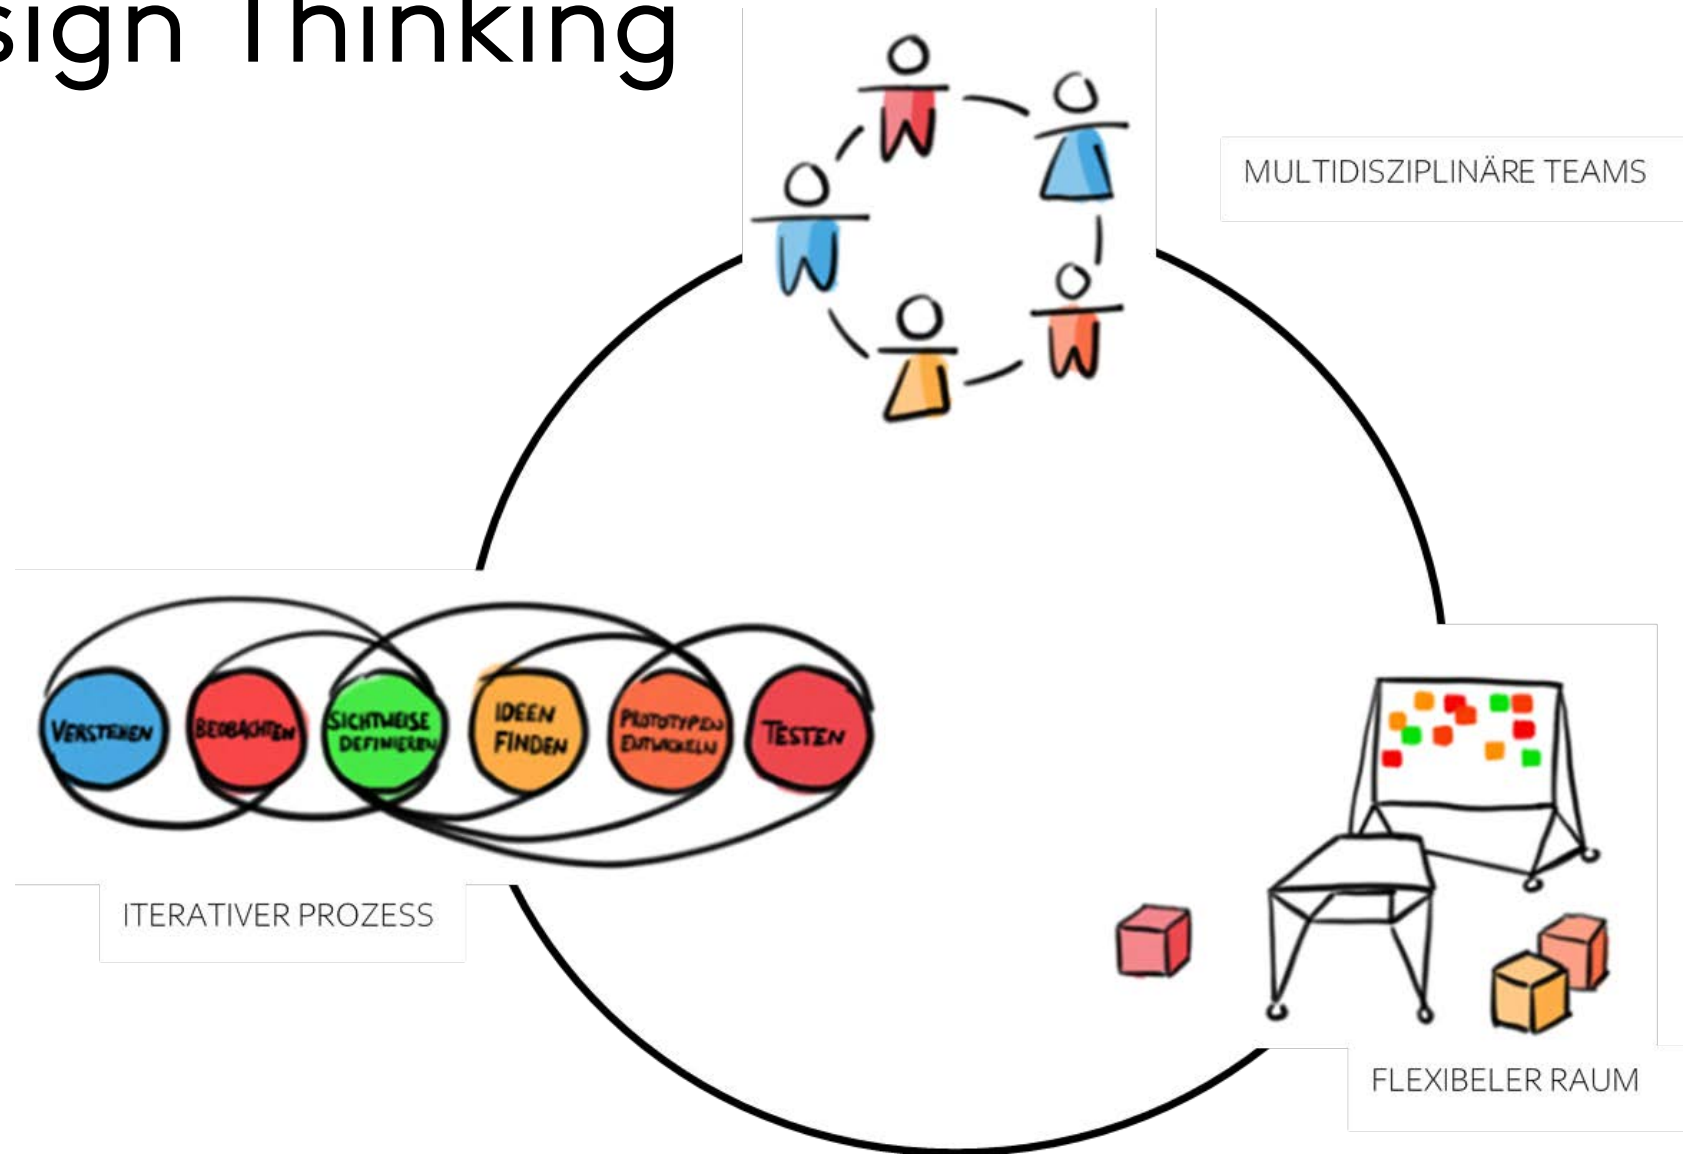 sign Thinking
MULTIDISZIPLINÄRE TEAMS
VERSTEHEN
BEOBACHTEN
SICHTWEISE
DEFINIEREN
IDEEN
FINDEN
PROTOTYPEN
ENTWICKELN
TESTEN
ITERATIVER PROZESS
FLEXIBELER RAUM